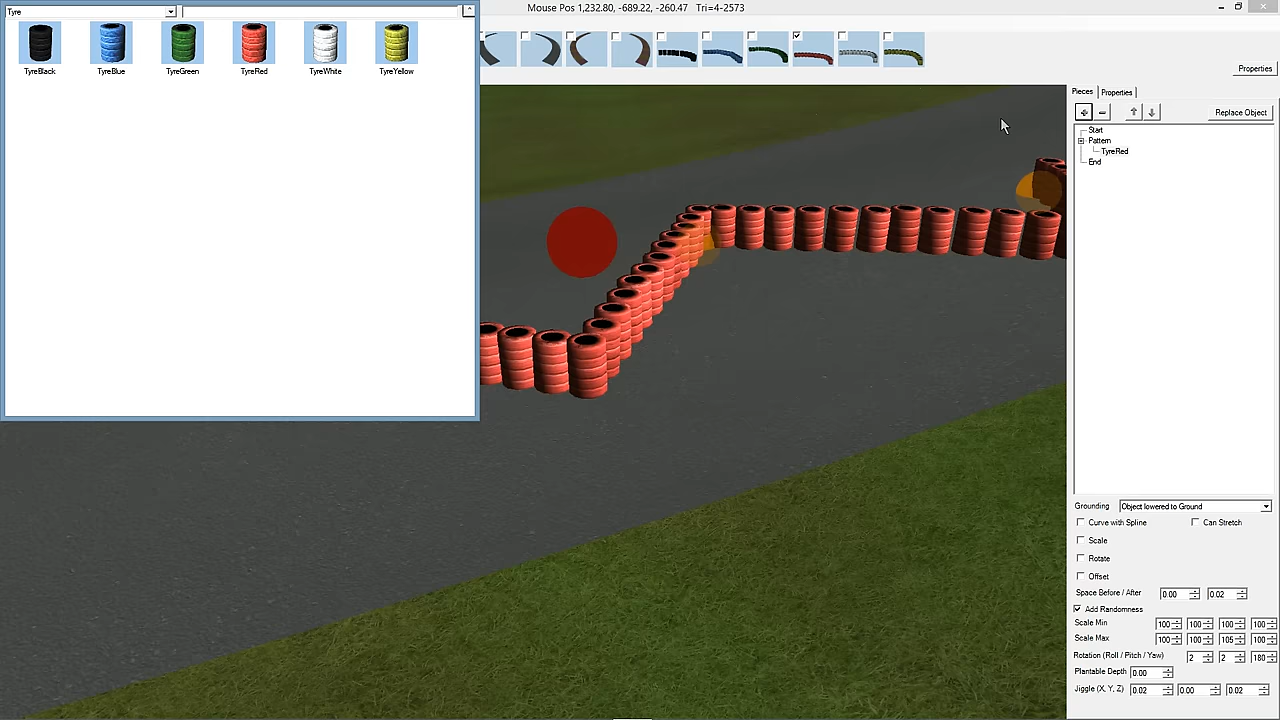 Mouse Pos 1,232.80, -689.22, -260.47 Tri=4-2573
Tyre
TyreBlack TyreBlue TyreGreen TyreRed TyreWhite TyreYellow
Properties
Pieces Properties
Replace Object
Start
Pattern
TyreRed
End
Grounding Object lowered to Ground
Curve with Spline Can Stretch
Scale
Rotate
Offset
Space Before / After 0.00 0.02
Add Randomness
Scale Min 100 100 100 100
Scale Max 100 100 105 100
Rotation (Roll / Pitch / Yaw) 2 2 180
Plantable Depth 0.00
Jiggle (X, Y, Z) 0.02 0.00 0.02